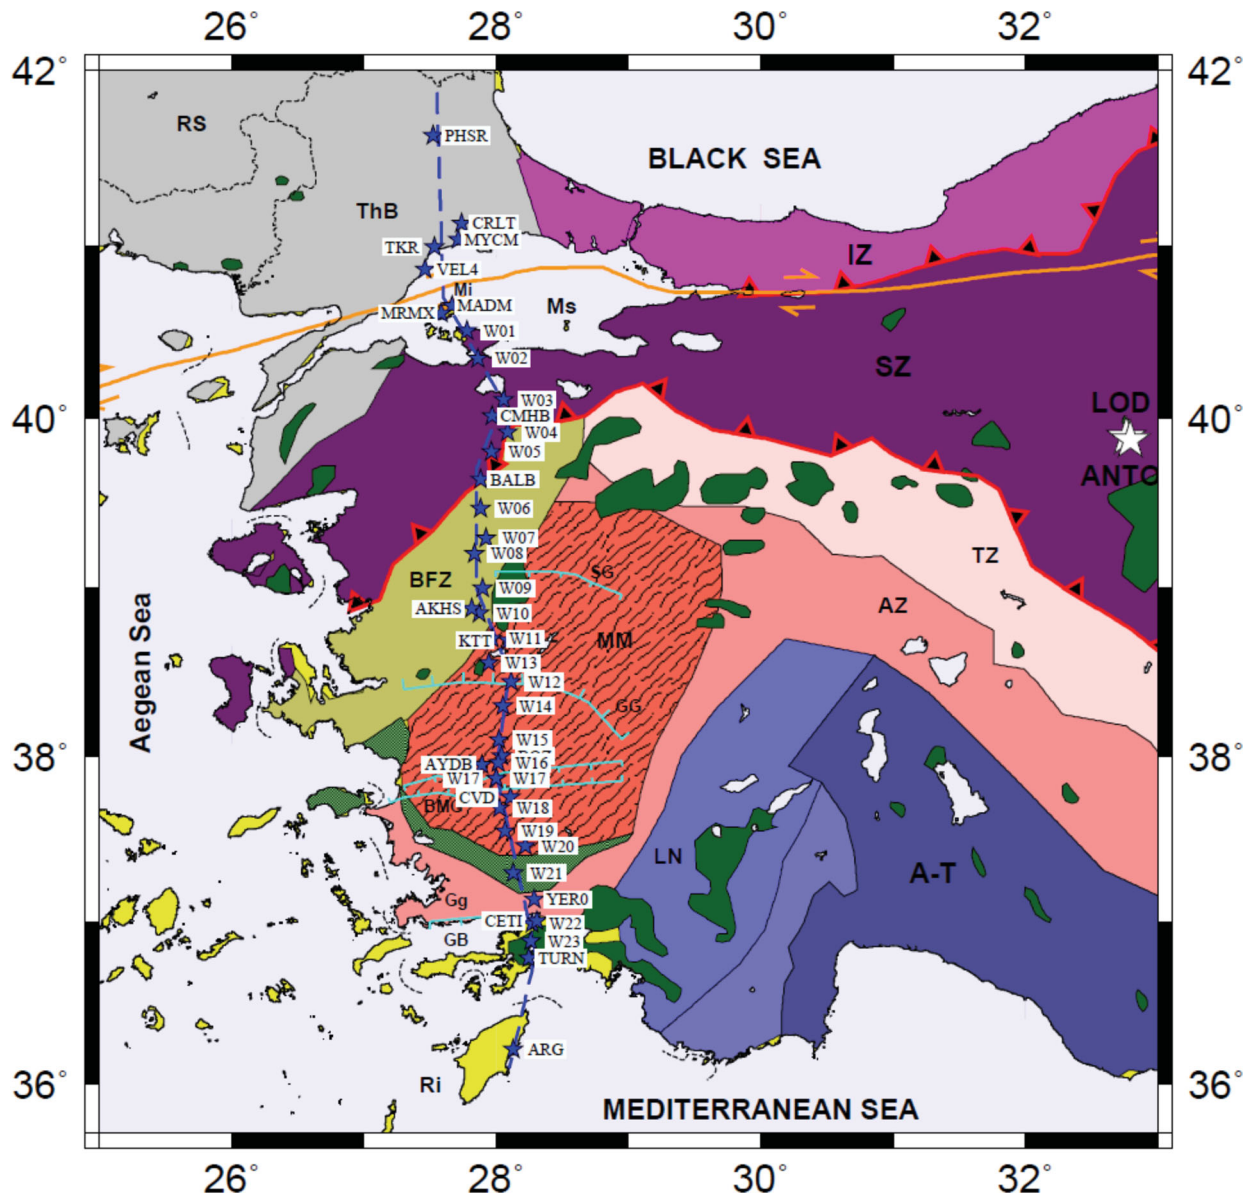 26° 28° 30° 32°
42° 42°
RS
PHSR
BLACK SEA
ThB
CRLT
MYCM
TKR
IZ
VEL4
Mi
MADM
Ms
MRMX
W01
W02
SZ
W03
LOD
40° CMHB 40°
W04
W05
ANTO
BALB
W06
W07
W08
TZ
BFZ
SG
W09
AZ
AKHS
W10
KTT W11
MM
W13
W12
Aegean Sea
W14
GG
W15
38° 38°
AYDB W16
W17 W17
CVD
BMG W18
W19
W20
LN
W21
A-T
Gg YER0
CETI W22
GB W23
TURN
ARG
36° Ri 36°
MEDITERRANEAN SEA
26° 28° 30° 32°